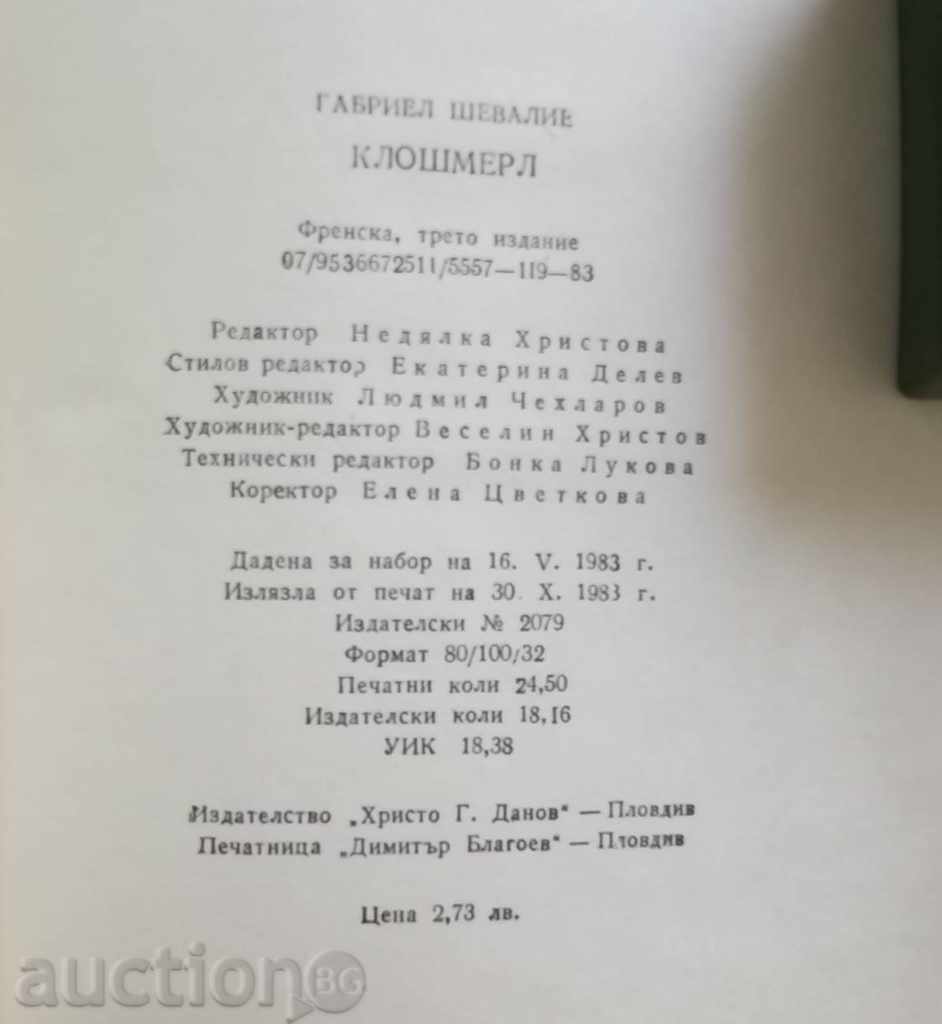 ГАБРИЕЛ ШЕВАЛИЕ
КЛОШМЕРЛ
Френска, трето издание
07/9536672511/5557—119—83
Редактор Недялка Христова
Стилов редактор Екатерина Делев
Художник Людмил Чехларов
Художник-редактор Веселин Христов
Технически редактор Бонка Лукова
Коректор Елена Цветкова
Дадена за набор на 16. V. 1983 г.
Излязла от печат на 30. X. 1983 г.
Издателски № 2079
Формат 80/100/32
Печатни коли 24,50
Издателски коли 18,16
УИК 18,38
Издателство „Христо Г. Данов“ — Пловдив
Печатница „Димитър Благоев“ — Пловдив
Цена 2,73 лв.
auction BG